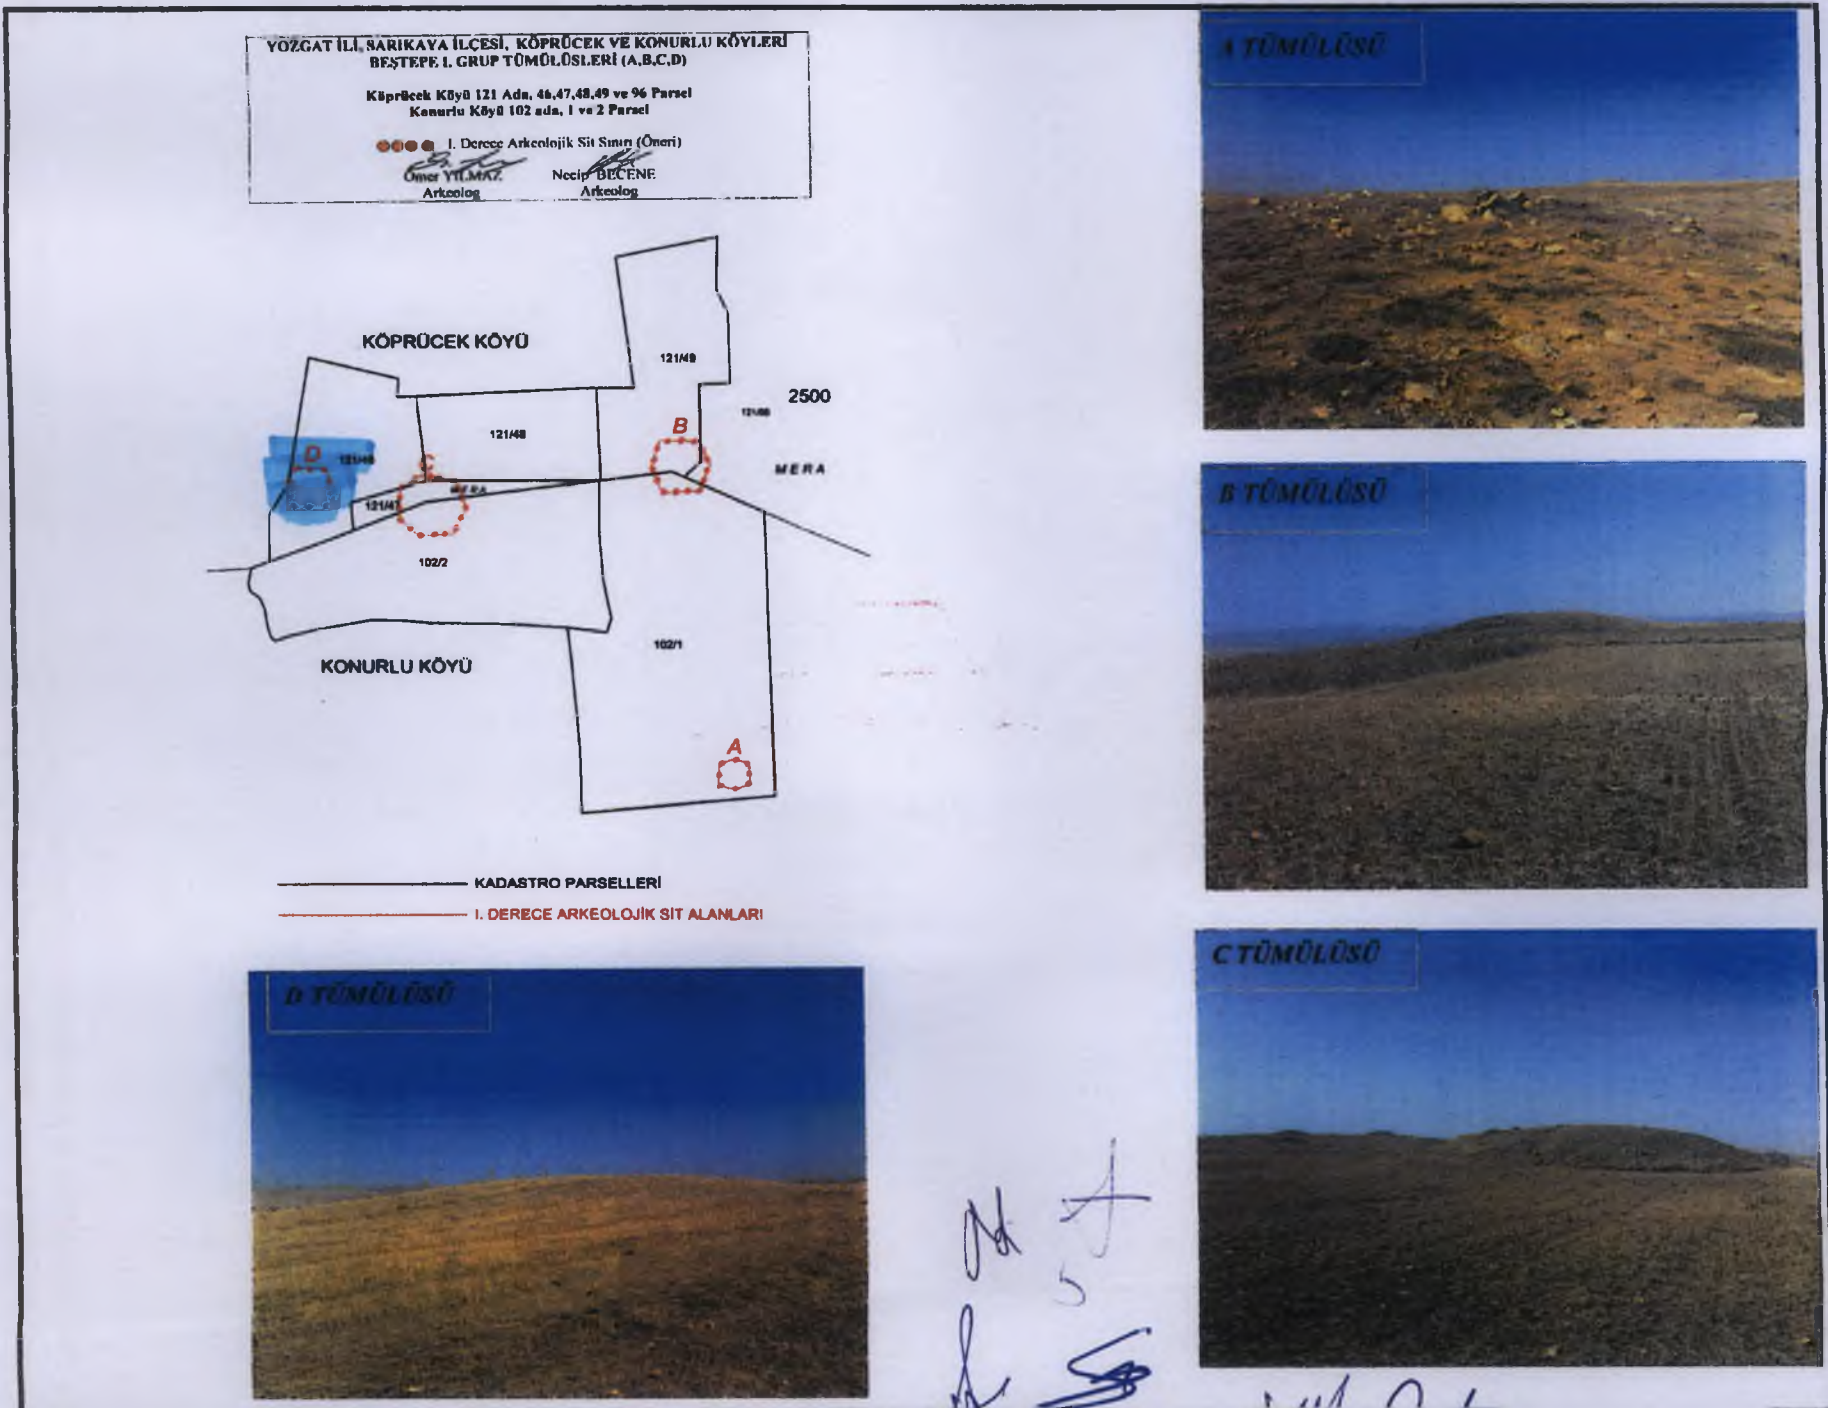 YOZGAT İLİ, SARIKAYA İLÇESİ, KÖPRÜCEK VE KONURLU KÖYLERİ
BEŞTEPE I. GRUP TÜMÜLÜSLERİ (A,B,C,D)
Köprücek Köyü 121 Ada, 46,47,48,49 ve 96 Parsel
Konurlu Köyü 102 ada, 1 ve 2 Parsel
I. Derece Arkeolojik Sit Sınırı (Öneri)
Ömer YILMAZ Necip BECENE
Arkeolog Arkeolog
A TÜMÜLÜSÜ
KÖPRÜCEK KÖYÜ
121/49
2500
B
121/48
D
C
MERA
MERA
121/47
B TÜMÜLÜSÜ
102/2
102/1
KONURLU KÖYÜ
A
KADASTRO PARSELLERİ
I. DERECE ARKEOLOJİK SİT ALANLARI
D TÜMÜLÜSÜ
C TÜMÜLÜSÜ